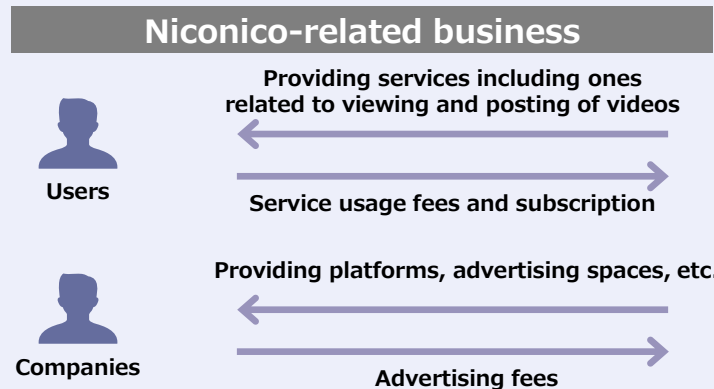 Niconico-related business
Providing services including ones
related to viewing and posting of videos
Users
Service usage fees and subscription
Providing platforms, advertising spaces, etc.
Companies
Advertising fees